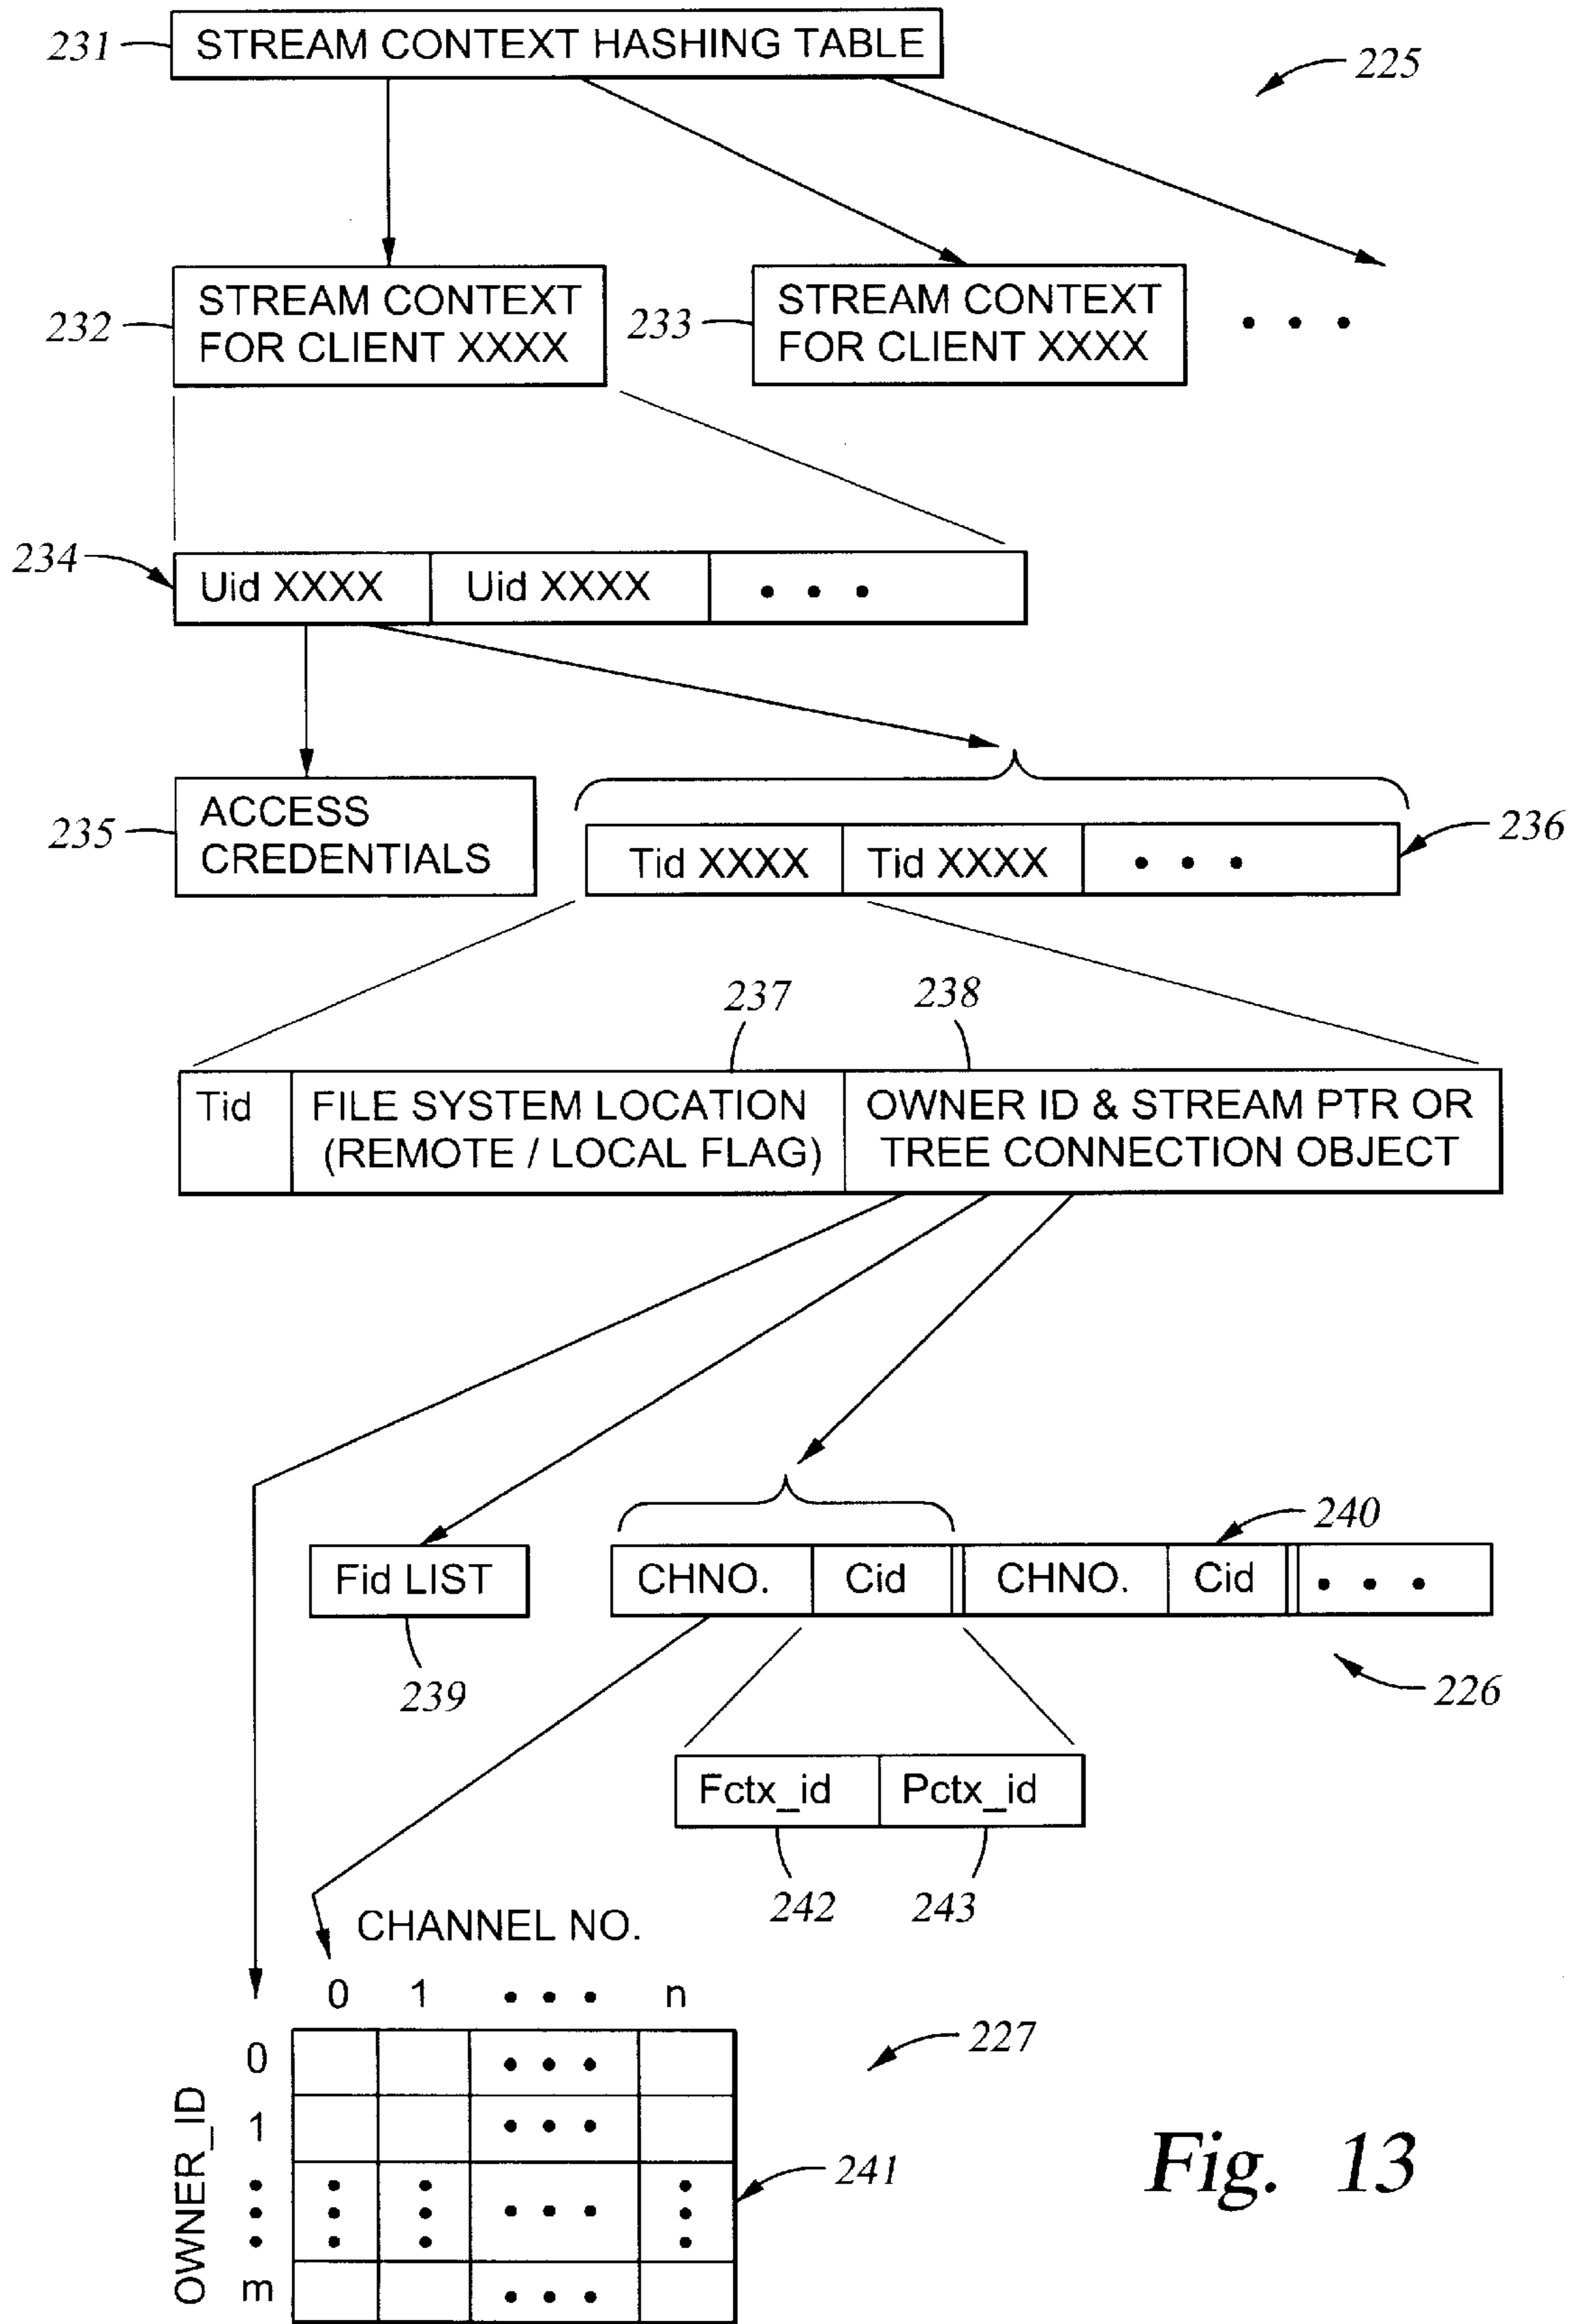 231 STREAM CONTEXT HASHING TABLE
225
232 STREAM CONTEXT
FOR CLIENT XXXX
233 STREAM CONTEXT
FOR CLIENT XXXX
• • •
234
Uid XXXX Uid XXXX • • •
235 ACCESS
CREDENTIALS
236
Tid XXXX Tid XXXX • • •
237 238
Tid FILE SYSTEM LOCATION
(REMOTE / LOCAL FLAG)
OWNER ID & STREAM PTR OR
TREE CONNECTION OBJECT
240
Fid LIST
CHNO. Cid CHNO. Cid • • •
239
226
Fctx_id Pctx_id
242 243
CHANNEL NO.
0 1 • • • n
227
OWNER_ID
0 • • •
1 • • •
• • •
241
m • • •
Fig. 13